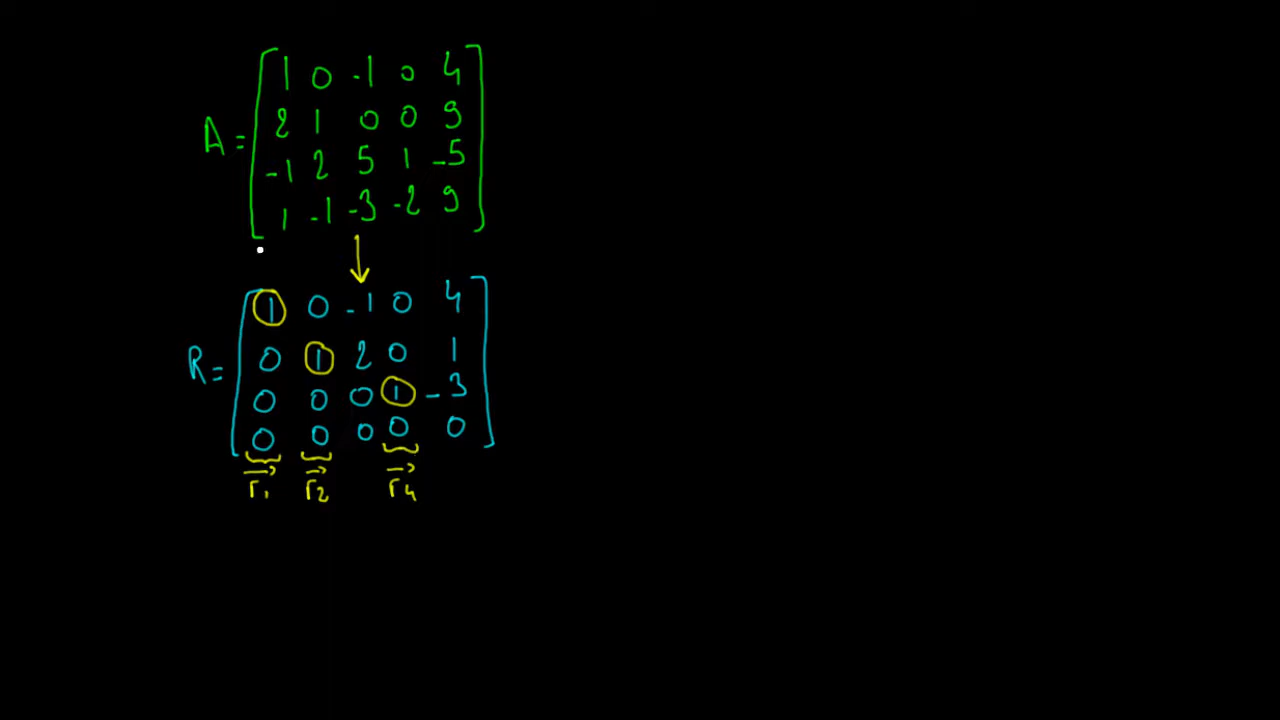 1 0 -1 0 4
2 1 0 0 9
A =
-1 2 5 1 -5
1 -1 -3 -2 9
1 0 -1 0 4
0 1 2 0 1
R =
0 0 0 1 -3
0 0 0 0 0
r₁ r₂ r₄